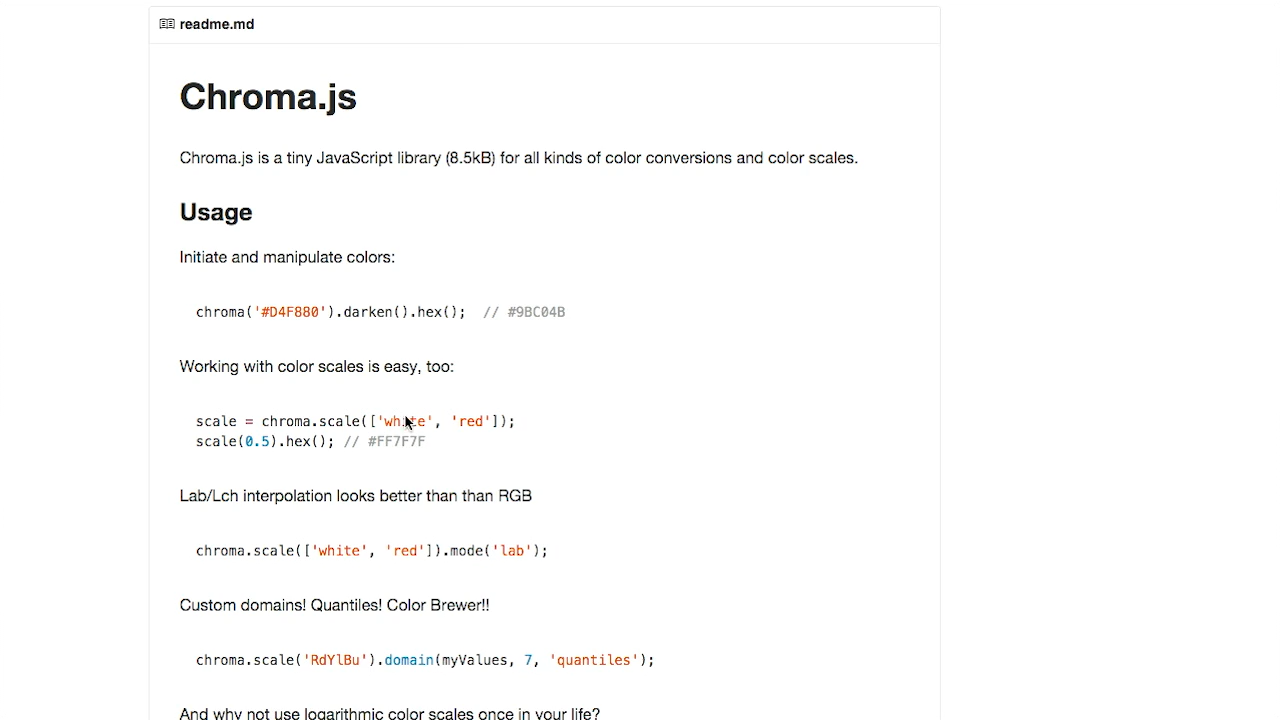 readme.md
Chroma.js
Chroma.js is a tiny JavaScript library (8.5kB) for all kinds of color conversions and color scales.
Usage
Initiate and manipulate colors:
chroma('#D4F880').darken().hex();  // #9BC04B
Working with color scales is easy, too:
scale = chroma.scale(['white', 'red']);
scale(0.5).hex(); // #FF7F7F
Lab/Lch interpolation looks better than than RGB
chroma.scale(['white', 'red']).mode('lab');
Custom domains! Quantiles! Color Brewer!!
chroma.scale('RdYlBu').domain(myValues, 7, 'quantiles');
And why not use logarithmic color scales once in your life?